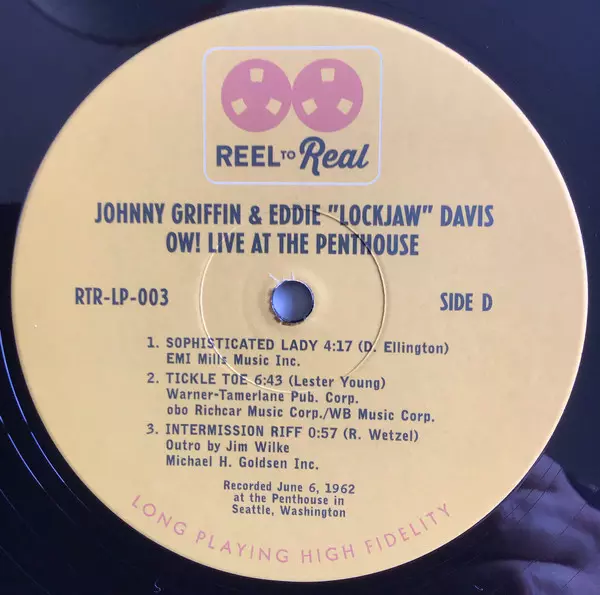 REEL TO Real
JOHNNY GRIFFIN & EDDIE "LOCKJAW" DAVIS
OW! LIVE AT THE PENTHOUSE
RTR-LP-003
SIDE D
1. SOPHISTICATED LADY 4:17 (D. Ellington)
EMI Mills Music Inc.
2. TICKLE TOE 6:43 (Lester Young)
Warner-Tamerlane Pub. Corp.
obo Richcar Music Corp./WB Music Corp.
3. INTERMISSION RIFF 0:57 (R. Wetzel)
Outro by Jim Wilke
Michael H. Goldsen Inc.
Recorded June 6, 1962
at the Penthouse in
Seattle, Washington
LONG PLAYING HIGH FIDELITY